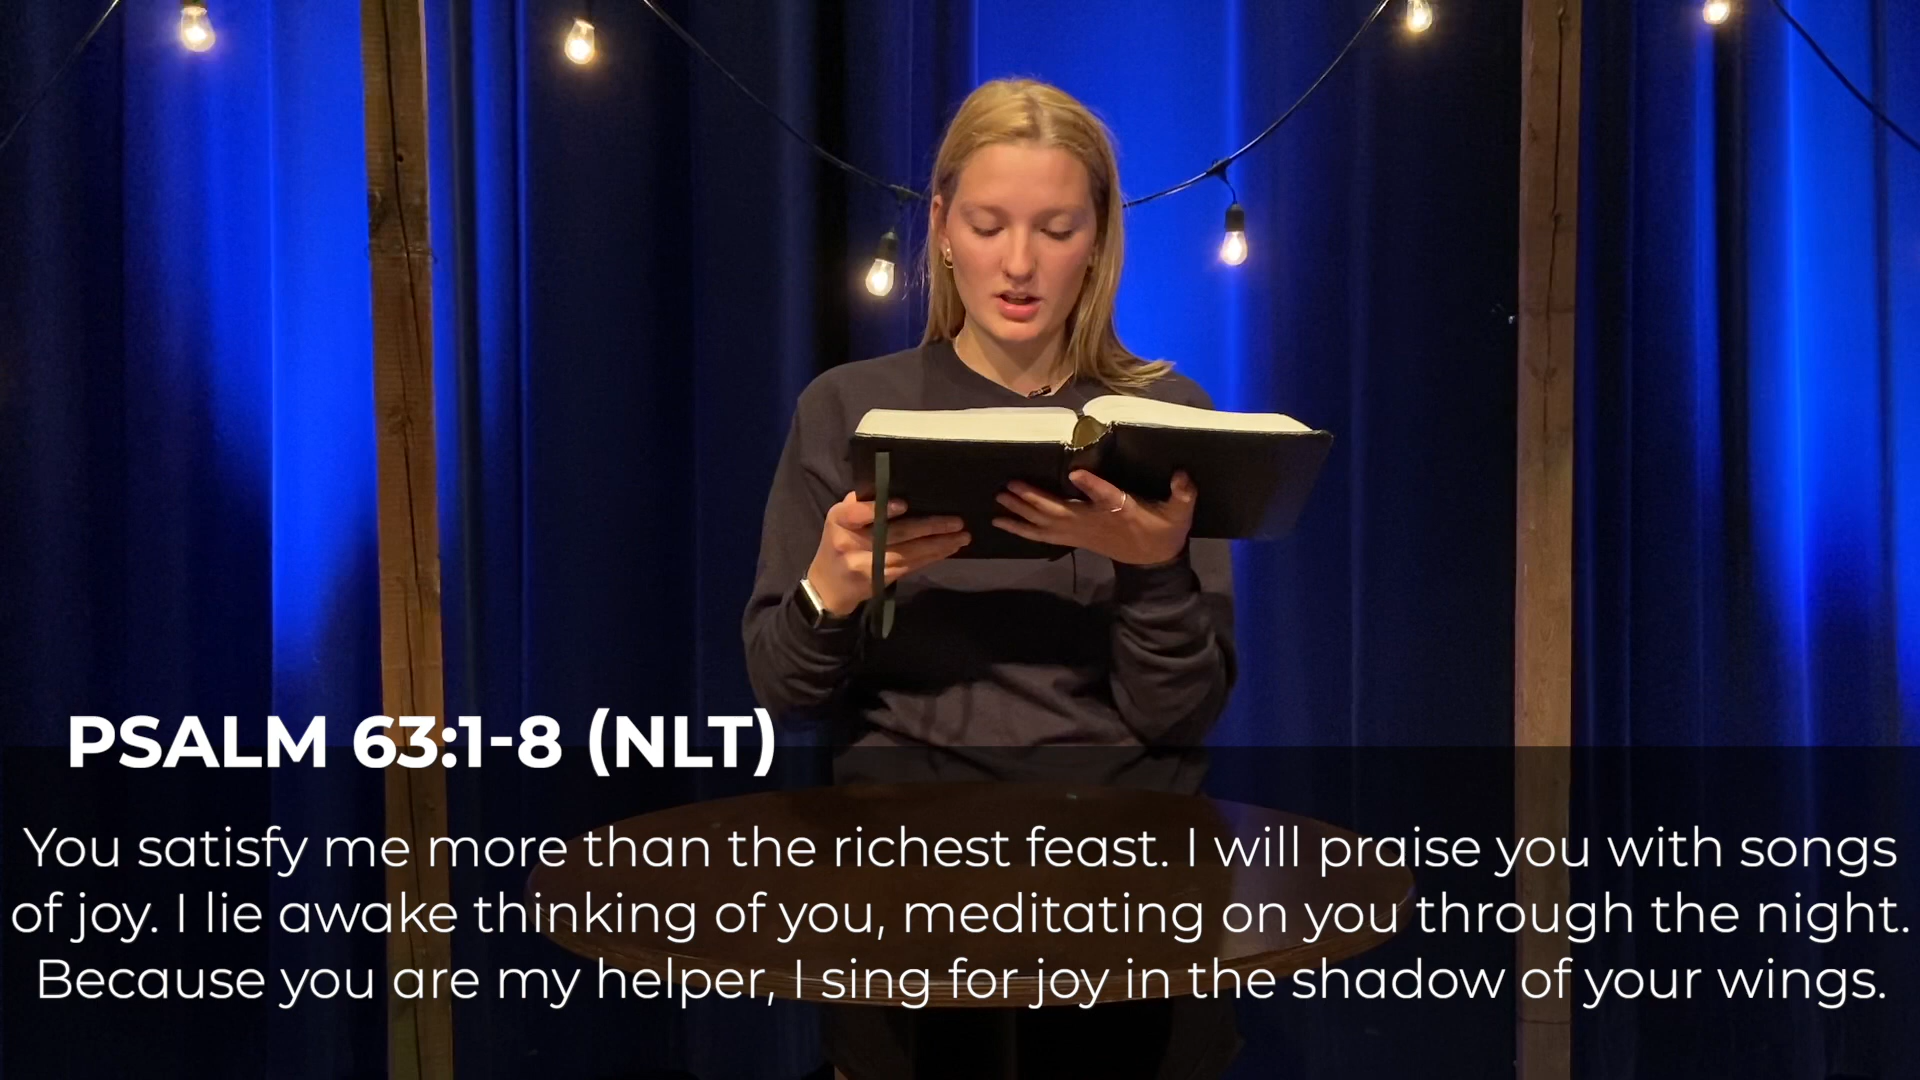 PSALM 63:1-8 (NLT)
You satisfy me more than the richest feast. I will praise you with songs
of joy. I lie awake thinking of you, meditating on you through the night.
Because you are my helper, I sing for joy in the shadow of your wings.